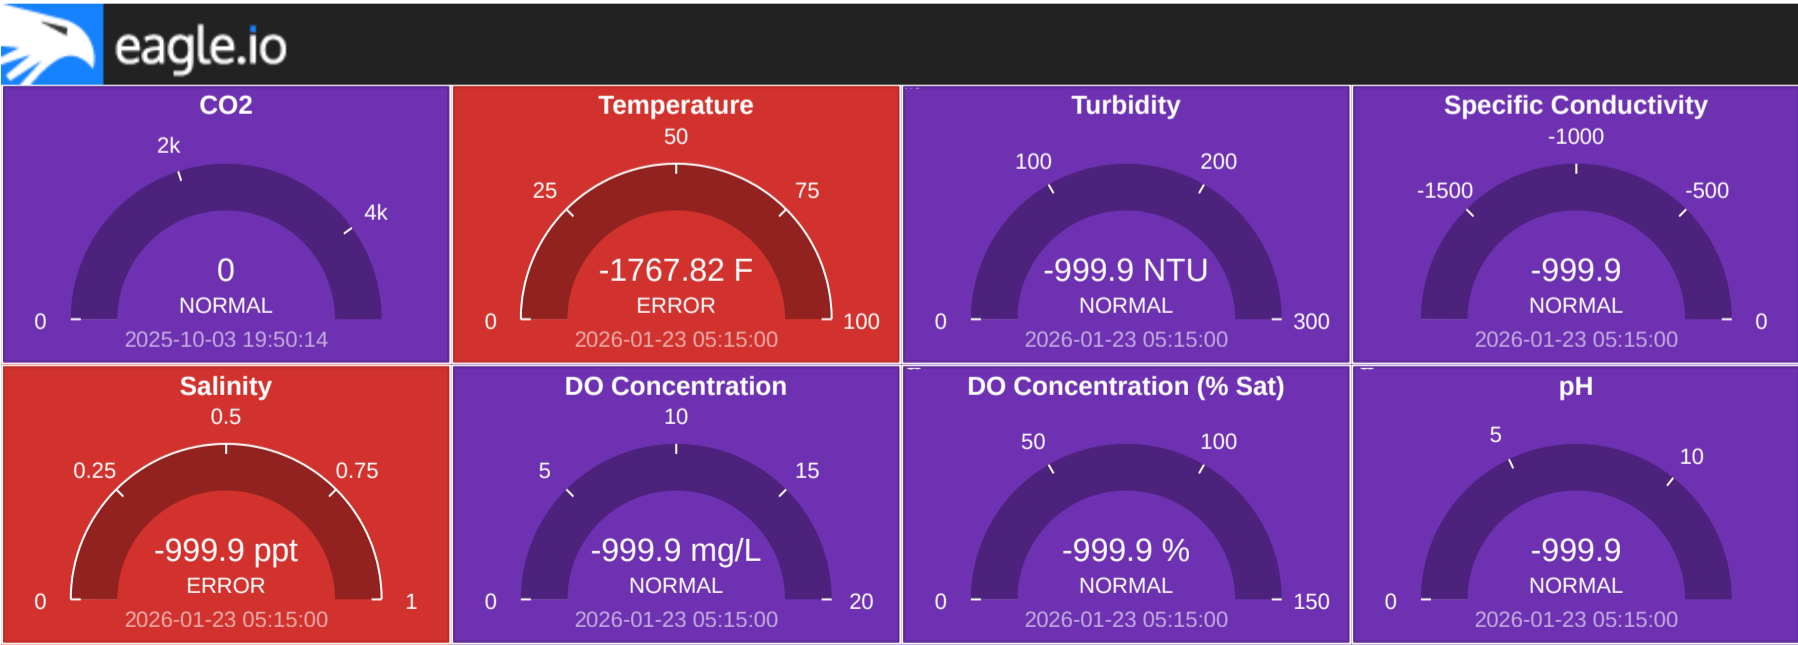 eagle.io
CO2
2k
4k
0
0
NORMAL
2025-10-03 19:50:14
Temperature
50
25
75
-1767.82 F
ERROR
0
100
2026-01-23 05:15:00
Turbidity
100
200
-999.9 NTU
NORMAL
0
300
2026-01-23 05:15:00
Specific Conductivity
-1000
-1500
-500
-999.9
NORMAL
0
2026-01-23 05:15:00
Salinity
0.5
0.25
0.75
-999.9 ppt
ERROR
0
1
2026-01-23 05:15:00
DO Concentration
10
5
15
-999.9 mg/L
NORMAL
0
20
2026-01-23 05:15:00
DO Concentration (% Sat)
50
100
-999.9 %
NORMAL
0
150
2026-01-23 05:15:00
pH
5
10
-999.9
NORMAL
0
2026-01-23 05:15:00